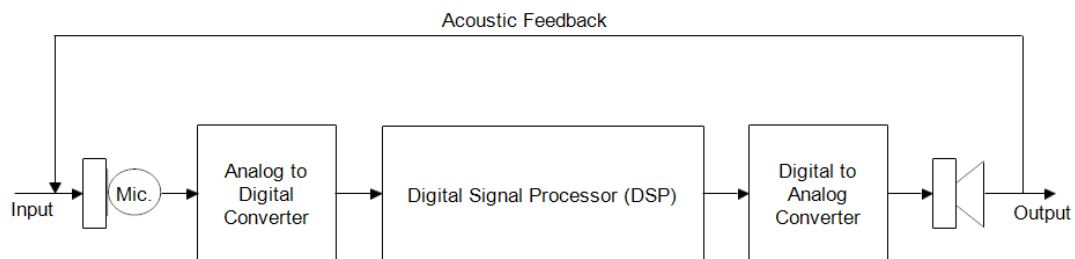 Acoustic Feedback
Input
Mic.
Analog to
Digital
Converter
Digital Signal Processor (DSP)
Digital to
Analog
Converter
Output